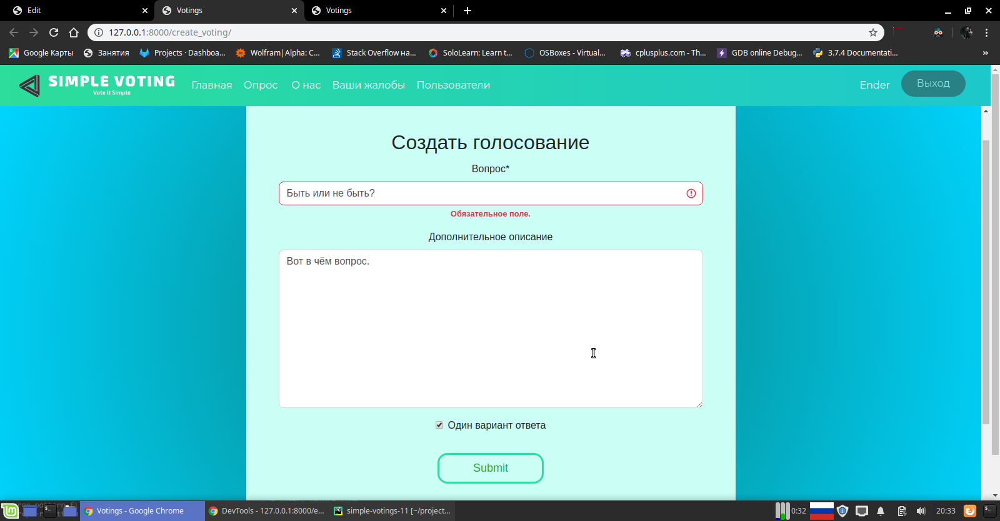 Edit
Votings
Votings
127.0.0.1:8000/create_voting/
Google Карты
Занятия
Projects · Dashboa...
Wolfram|Alpha: C...
Stack Overflow на...
SoloLearn: Learn t...
OSBoxes - Virtual...
cplusplus.com - Th...
GDB online Debug...
3.7.4 Documentati...
»
SIMPLE VOTING
Vote it Simple
Главная
Опрос
О нас
Ваши жалобы
Пользователи
Ender
Выход
Создать голосование
Вопрос*
Быть или не быть?
Обязательное поле.
Дополнительное описание
Вот в чём вопрос.
Один вариант ответа
Submit
Votings - Google Chrome
DevTools - 127.0.0.1:8000/e...
simple-votings-11 [~/project...
0:32
20:33